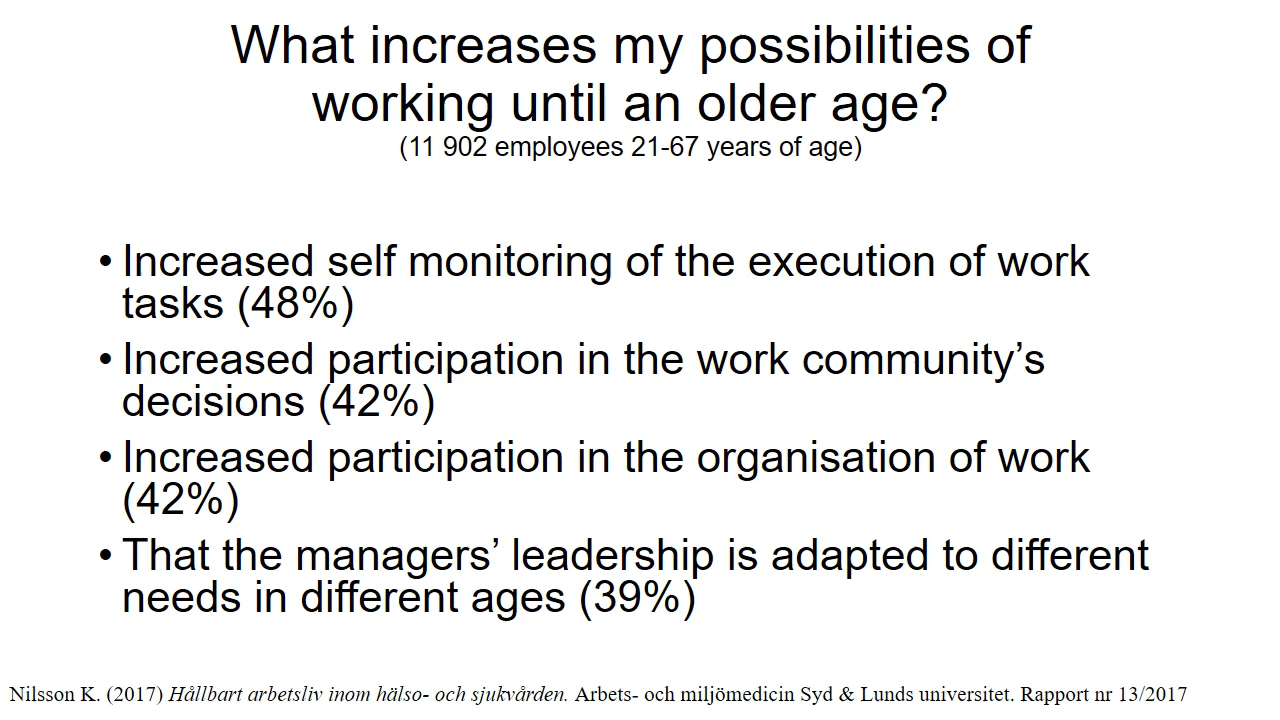 What increases my possibilities of
working until an older age?
(11 902 employees 21-67 years of age)
• Increased self monitoring of the execution of work
tasks (48%)
• Increased participation in the work community’s
decisions (42%)
• Increased participation in the organisation of work
(42%)
• That the managers’ leadership is adapted to different
needs in different ages (39%)
Nilsson K. (2017) Hållbart arbetsliv inom hälso- och sjukvården. Arbets- och miljömedicin Syd & Lunds universitet. Rapport nr 13/2017